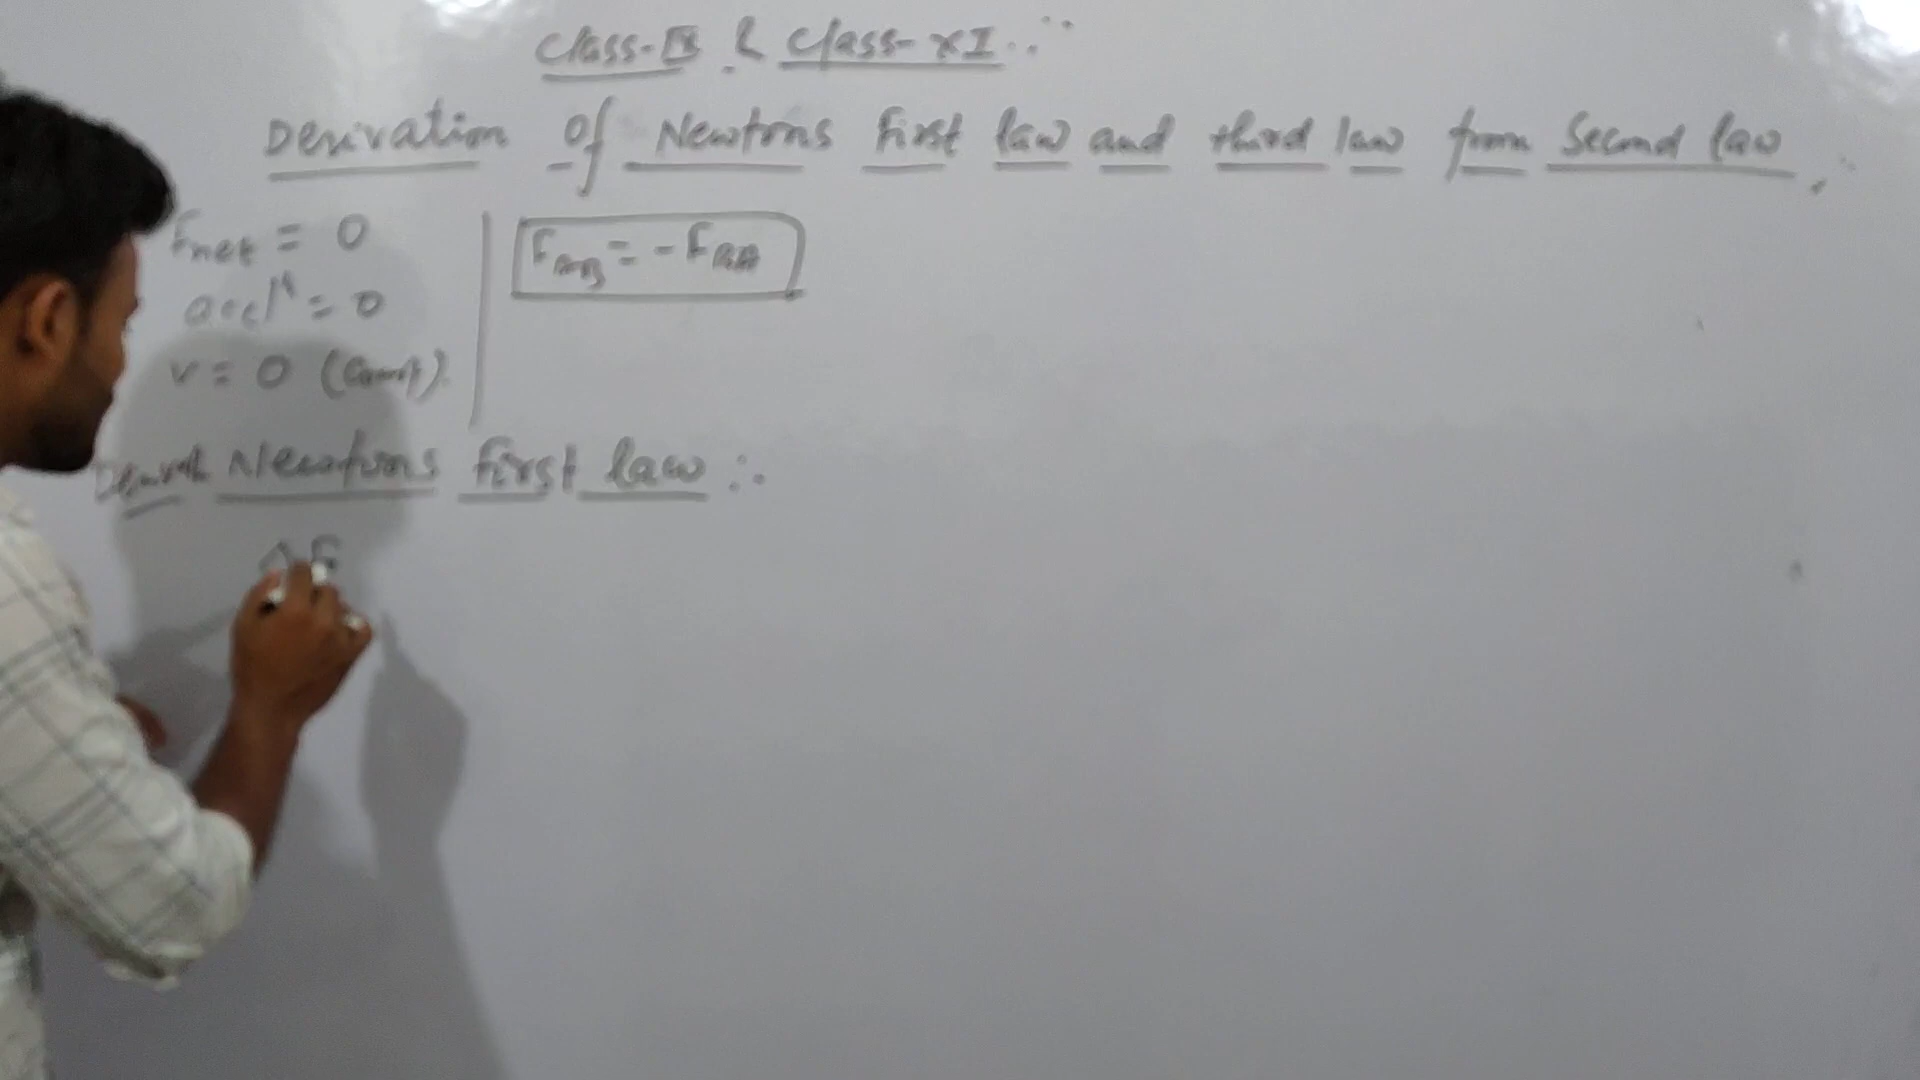 Class-IX & Class-XI
Derivation of Newtons First law and third law from Second law
Fnet = 0
accln = 0
v = 0 (Const).
FAB = -FBA
Newtons first law :